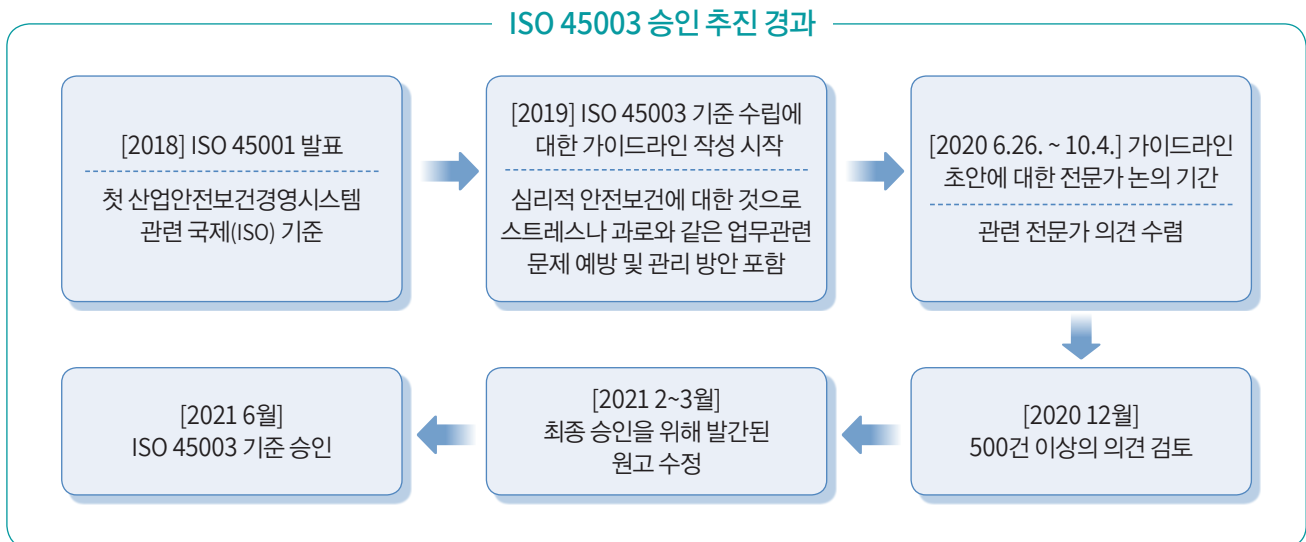 ISO 45003 승인 추진 경과
[2018] ISO 45001 발표
첫 산업안전보건경영시스템
관련 국제(ISO) 기준
[2019] ISO 45003 기준 수립에
대한 가이드라인 작성 시작
심리적 안전보건에 대한 것으로
스트레스나 과로와 같은 업무관련
문제 예방 및 관리 방안 포함
[2020 6.26. ~ 10.4.] 가이드라인
초안에 대한 전문가 논의 기간
관련 전문가 의견 수렴
[2020 12월]
500건 이상의 의견 검토
[2021 2~3월]
최종 승인을 위해 발간된
원고 수정
[2021 6월]
ISO 45003 기준 승인